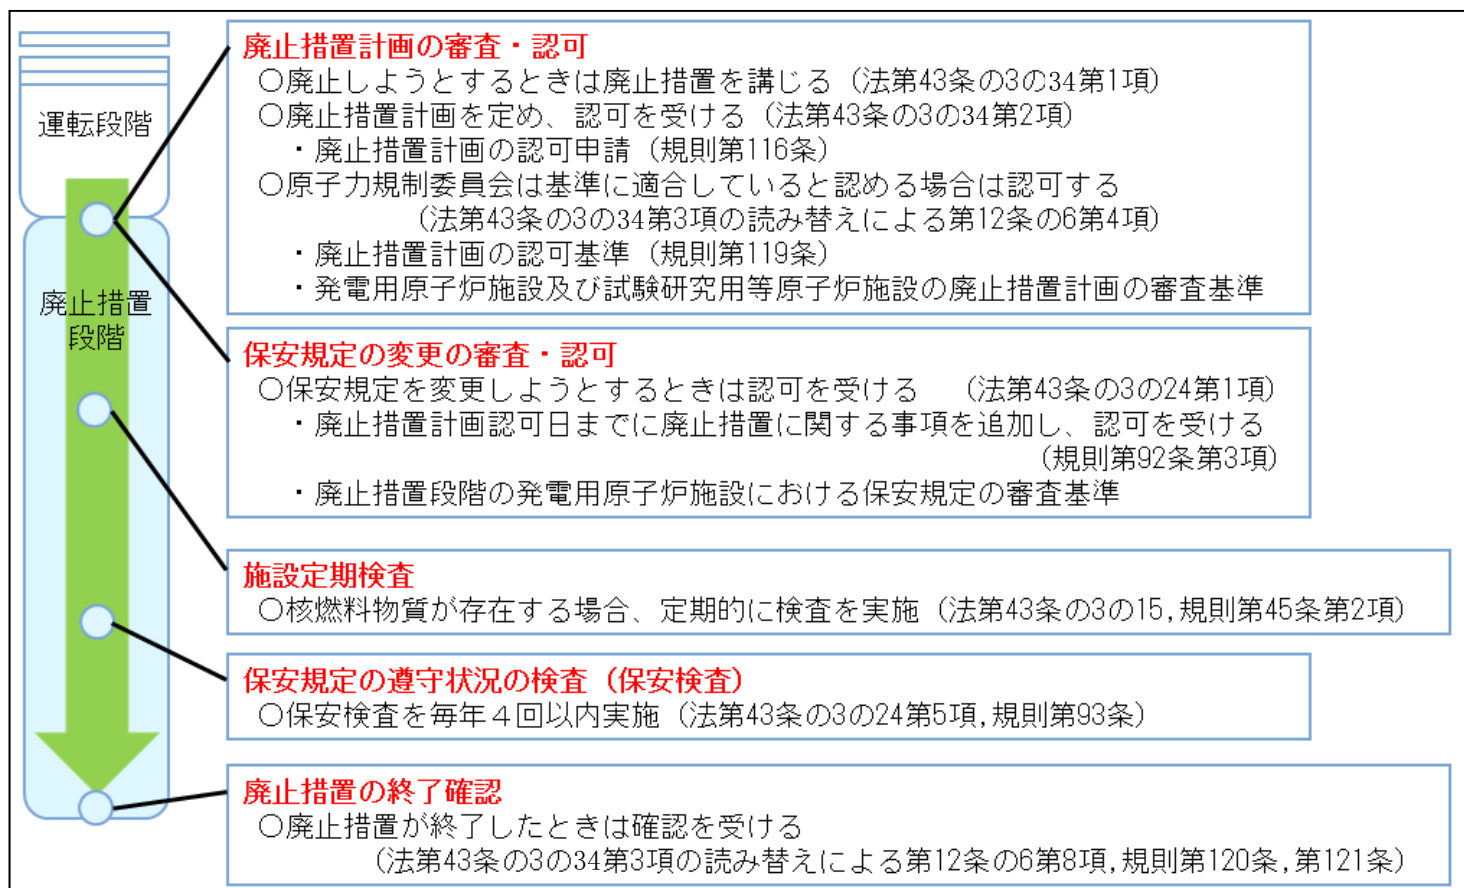 運転段階
廃止措置
段階
廃止措置計画の審査・認可
○廃止しようとするときは廃止措置を講じる（法第43条の3の34第1項）
○廃止措置計画を定め、認可を受ける（法第43条の3の34第2項）
・廃止措置計画の認可申請（規則第116条）
○原子力規制委員会は基準に適合していると認める場合は認可する
（法第43条の3の34第3項の読み替えによる第12条の6第4項）
・廃止措置計画の認可基準（規則第119条）
・発電用原子炉施設及び試験研究用等原子炉施設の廃止措置計画の審査基準
保安規定の変更の審査・認可
○保安規定を変更しようとするときは認可を受ける　（法第43条の3の24第1項）
・廃止措置計画認可日までに廃止措置に関する事項を追加し、認可を受ける
（規則第92条第3項）
・廃止措置段階の発電用原子炉施設における保安規定の審査基準
施設定期検査
○核燃料物質が存在する場合、定期的に検査を実施（法第43条の3の15,規則第45条第2項）
保安規定の遵守状況の検査（保安検査）
○保安検査を毎年４回以内実施（法第43条の3の24第5項,規則第93条）
廃止措置の終了確認
○廃止措置が終了したときは確認を受ける
（法第43条の3の34第3項の読み替えによる第12条の6第8項,規則第120条,第121条）